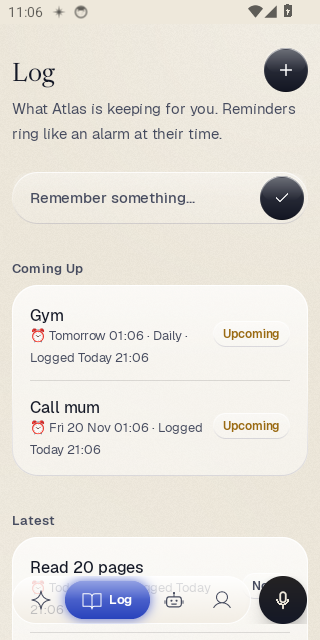 11:06
Log
What Atlas is keeping for you. Reminders
ring like an alarm at their time.
Remember something...
Coming Up
Gym
⏰ Tomorrow 01:06 · Daily ·
Logged Today 21:06
Upcoming
Call mum
⏰ Fri 20 Nov 01:06 · Logged
Today 21:06
Upcoming
Latest
Read 20 pages
21:06
Log